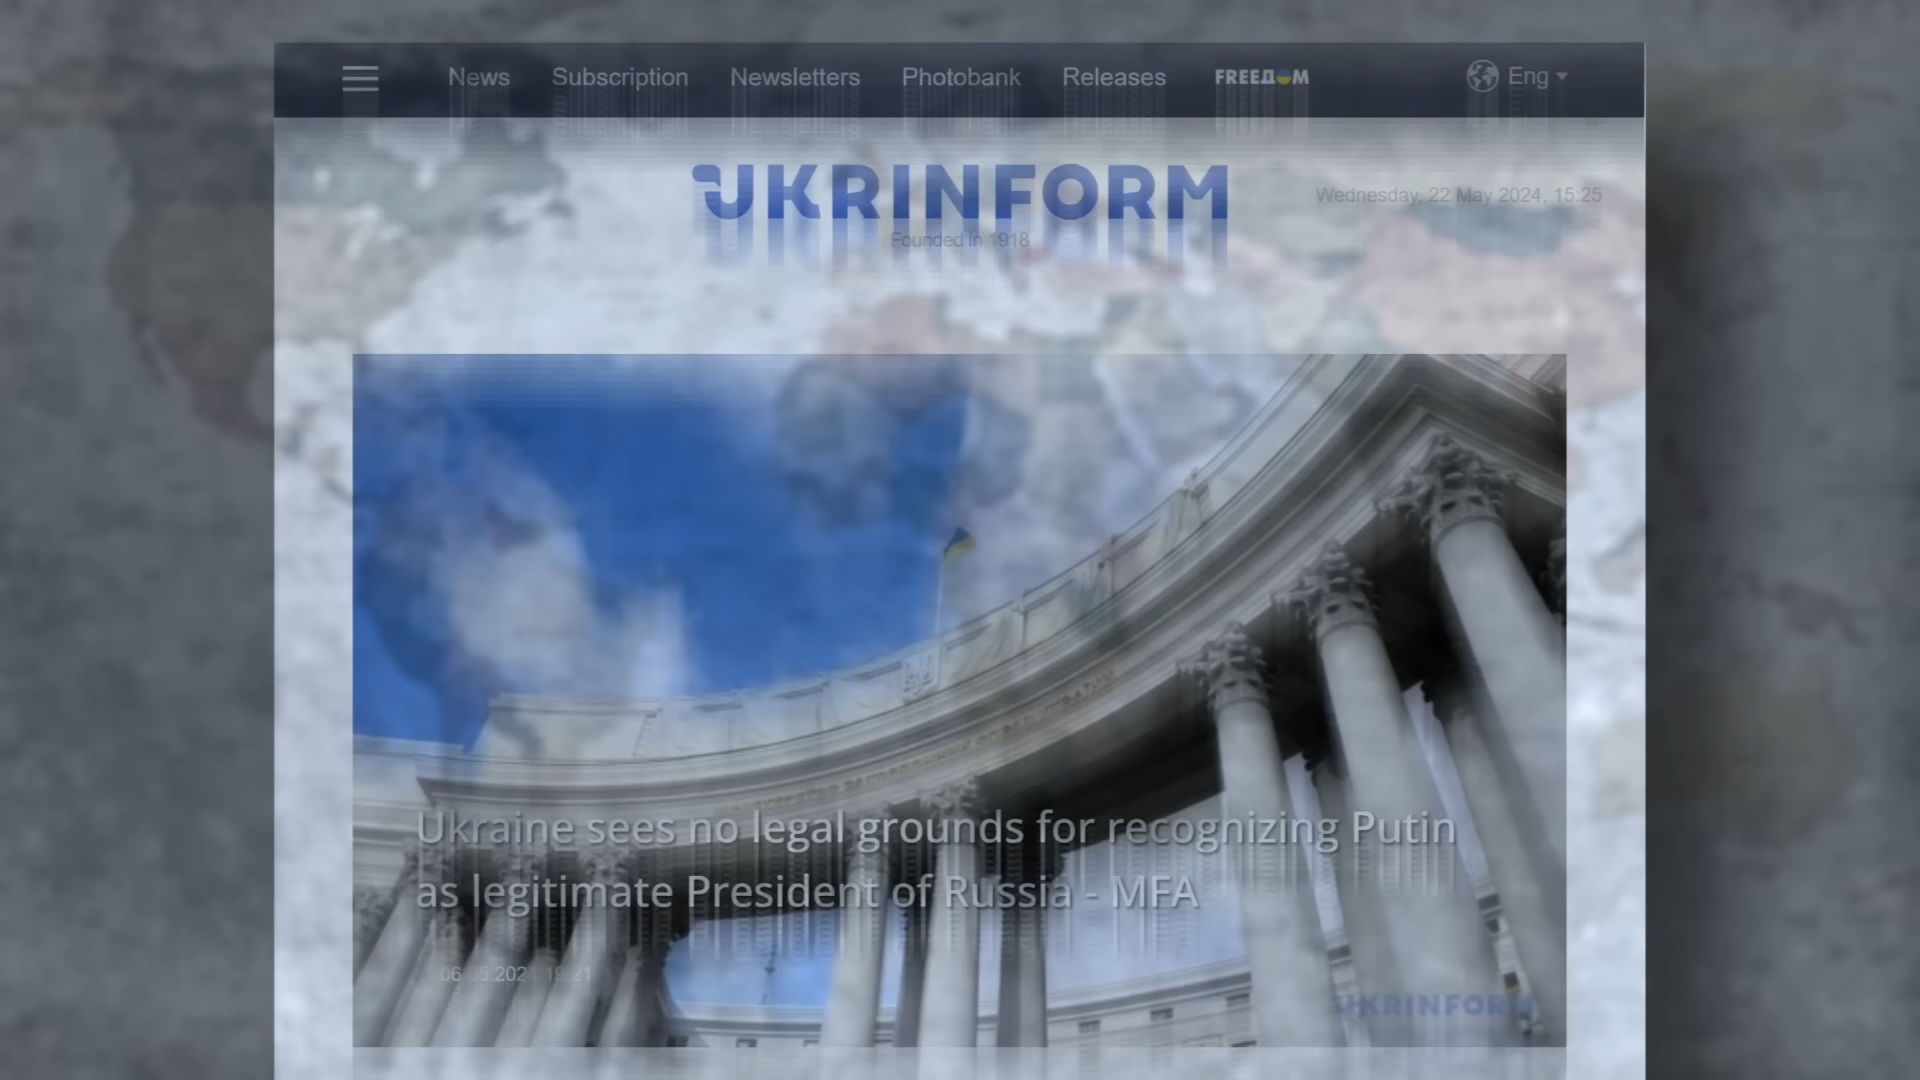 News Subscription Newsletters Photobank Releases FREEДOM Eng
UKRINFORM
Wednesday, 22 May 2024, 15:25
Founded in 1918
Ukraine sees no legal grounds for recognizing Putin
as legitimate President of Russia - MFA
UKRINFORM